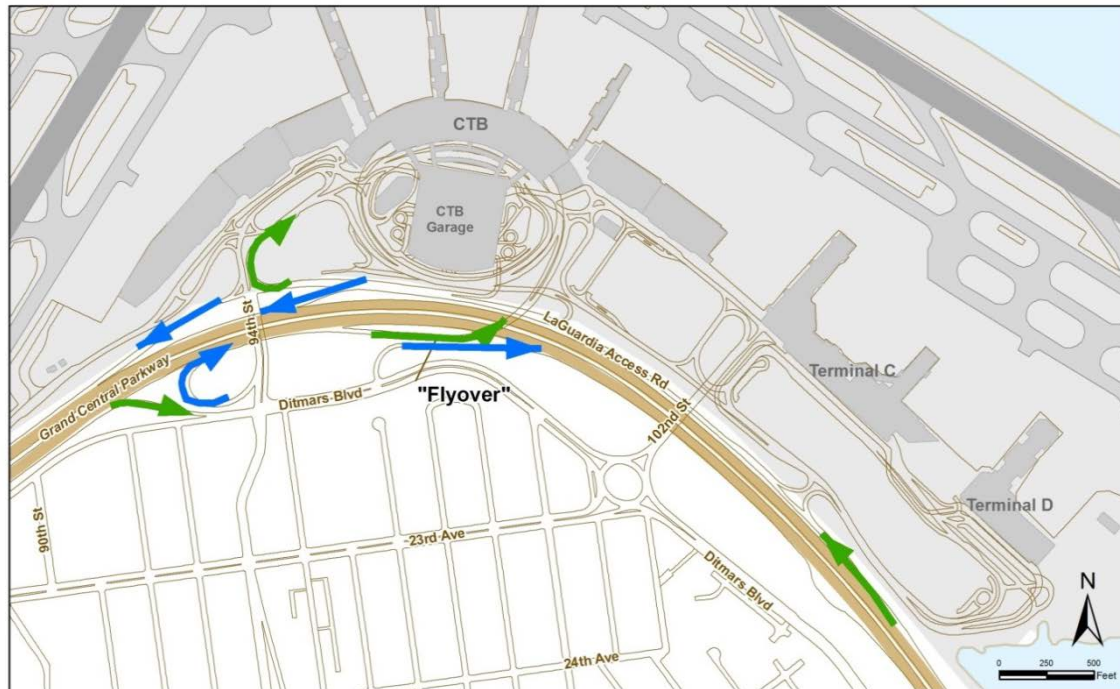 CTB
CTB
Garage
94th St
Grand Central Parkway
LaGuardia Access Rd
"Flyover"
Ditmars Blvd
Terminal C
102nd St
Terminal D
90th St
23rd Ave
Ditmars Blvd
24th Ave
N
0 250 500
Feet